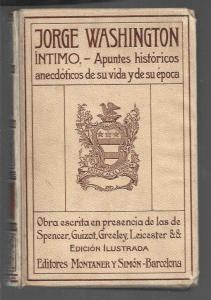 JORGE WASHINGTON
ÍNTIMO. – Apuntes históricos
anecdóticos de su vida y de su época
Obra escrita en presencia de las de
Spencer, Guizot, Greeley, Leicester &&
EDICIÓN ILUSTRADA
Editores MONTANER Y SIMÓN-Barcelona